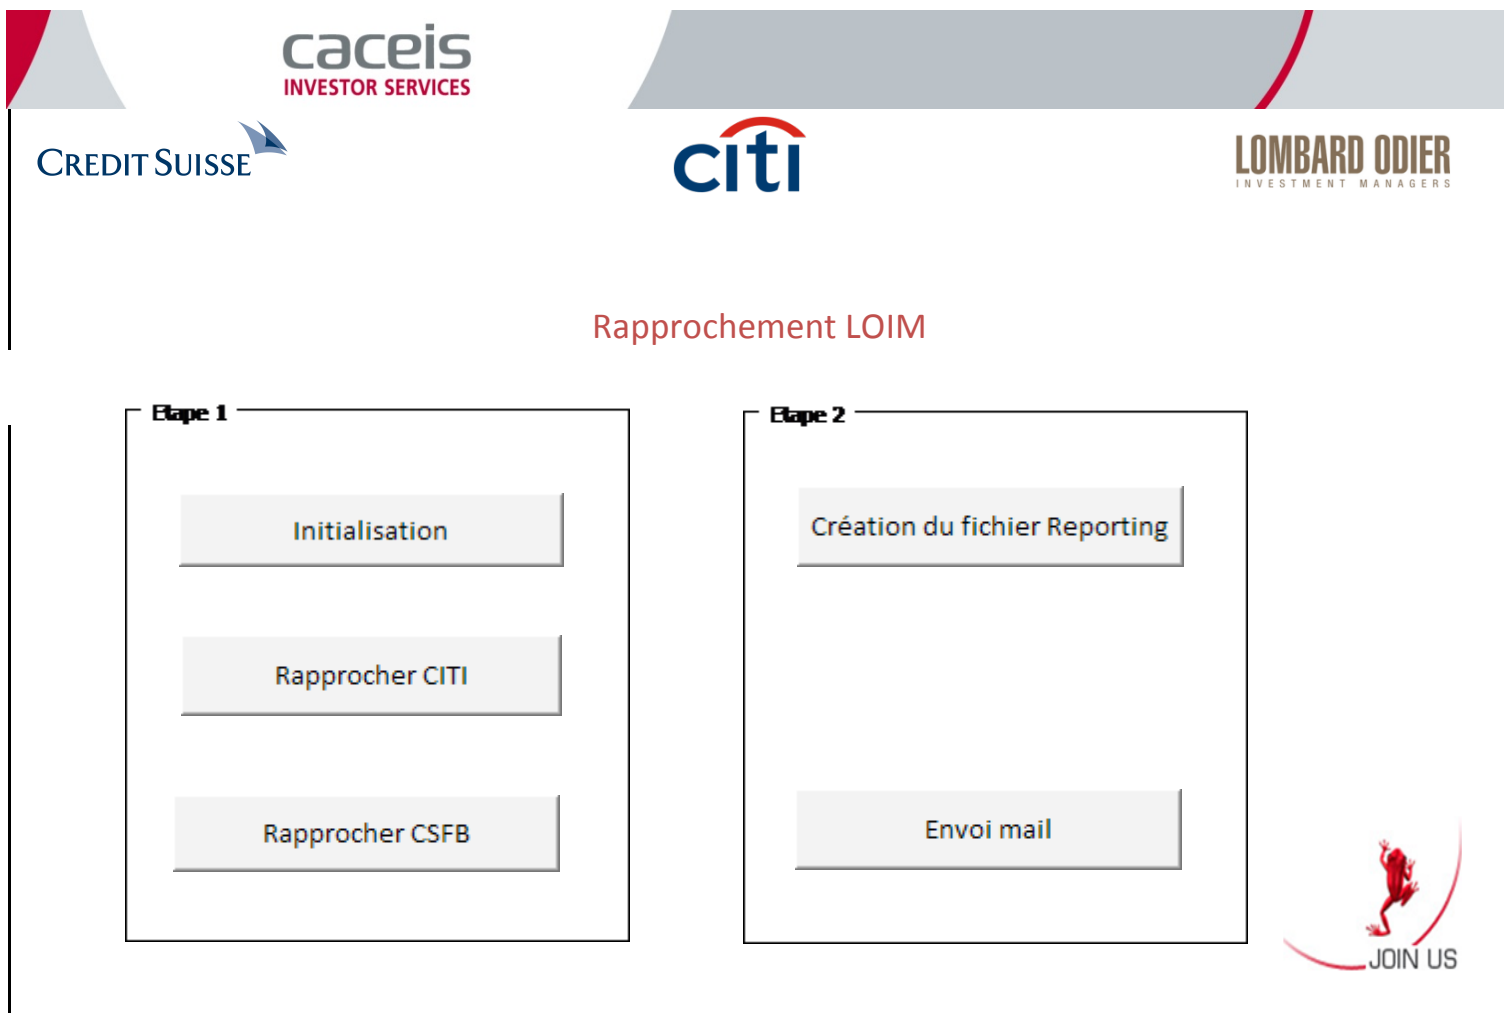 caceis
INVESTOR SERVICES
CREDIT SUISSE
citi
LOMBARD ODIER
INVESTMENT MANAGERS
Rapprochement LOIM
Etape 1
Etape 2
Initialisation
Création du fichier Reporting
Rapprocher CITI
Rapprocher CSFB
Envoi mail
JOIN US